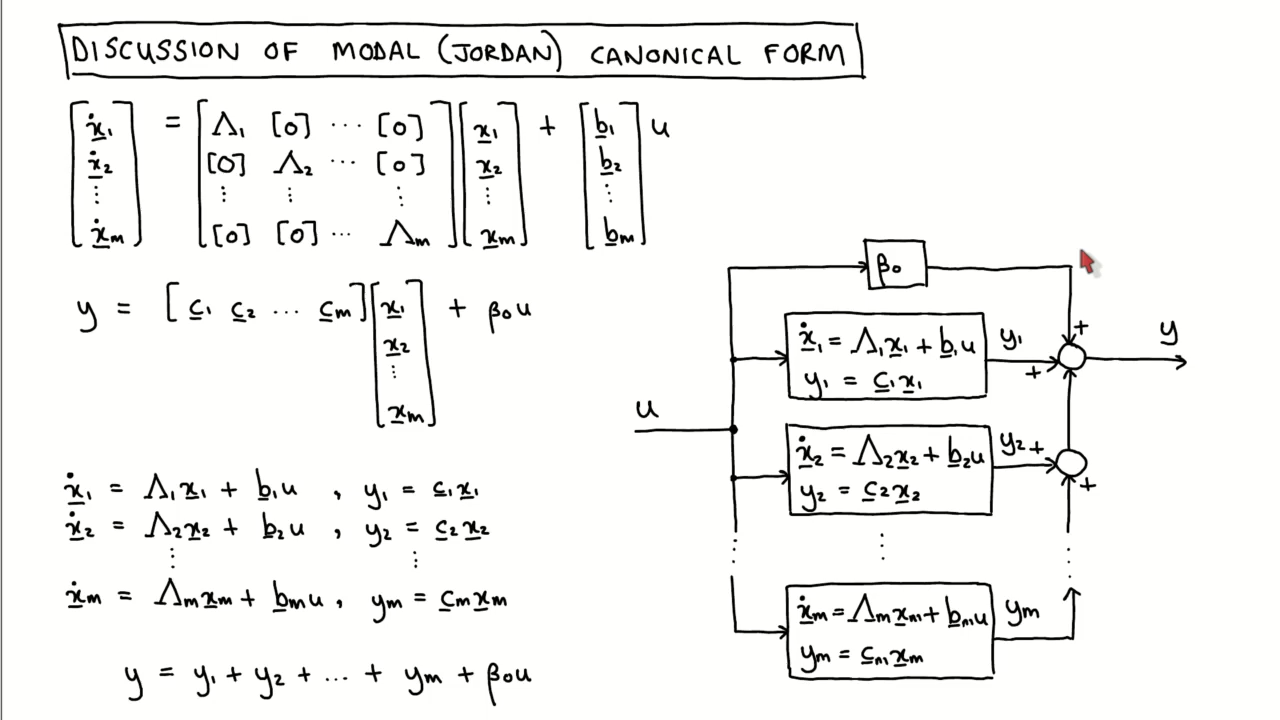 DISCUSSION OF MODAL (JORDAN) CANONICAL FORM
[ẋ₁ ẋ₂ ⋮ ẋm] = [Λ₁ [0] ⋯ [0]
[0] Λ₂ ⋯ [0]
⋮ ⋮ ⋮
[0] [0] ⋯ Λm] [x₁ x₂ ⋮ xm] + [b₁ b₂ ⋮ bm] u
y = [c₁ c₂ ⋯ cm] [x₁ x₂ ⋮ xm] + β₀u
ẋ₁ = Λ₁x₁ + b₁u , y₁ = c₁x₁
ẋ₂ = Λ₂x₂ + b₂u , y₂ = c₂x₂
⋮ ⋮
ẋm = Λmxm + bmu , ym = cmxm
y = y₁ + y₂ + ⋯ + ym + β₀u
β₀
u
ẋ₁ = Λ₁x₁ + b₁u
y₁ = c₁x₁
y₁
+
+
y
ẋ₂ = Λ₂x₂ + b₂u
y₂ = c₂x₂
y₂ +
+
⋮ ⋮ ⋮
ẋm = Λmxm + bmu
ym = cmxm
ym